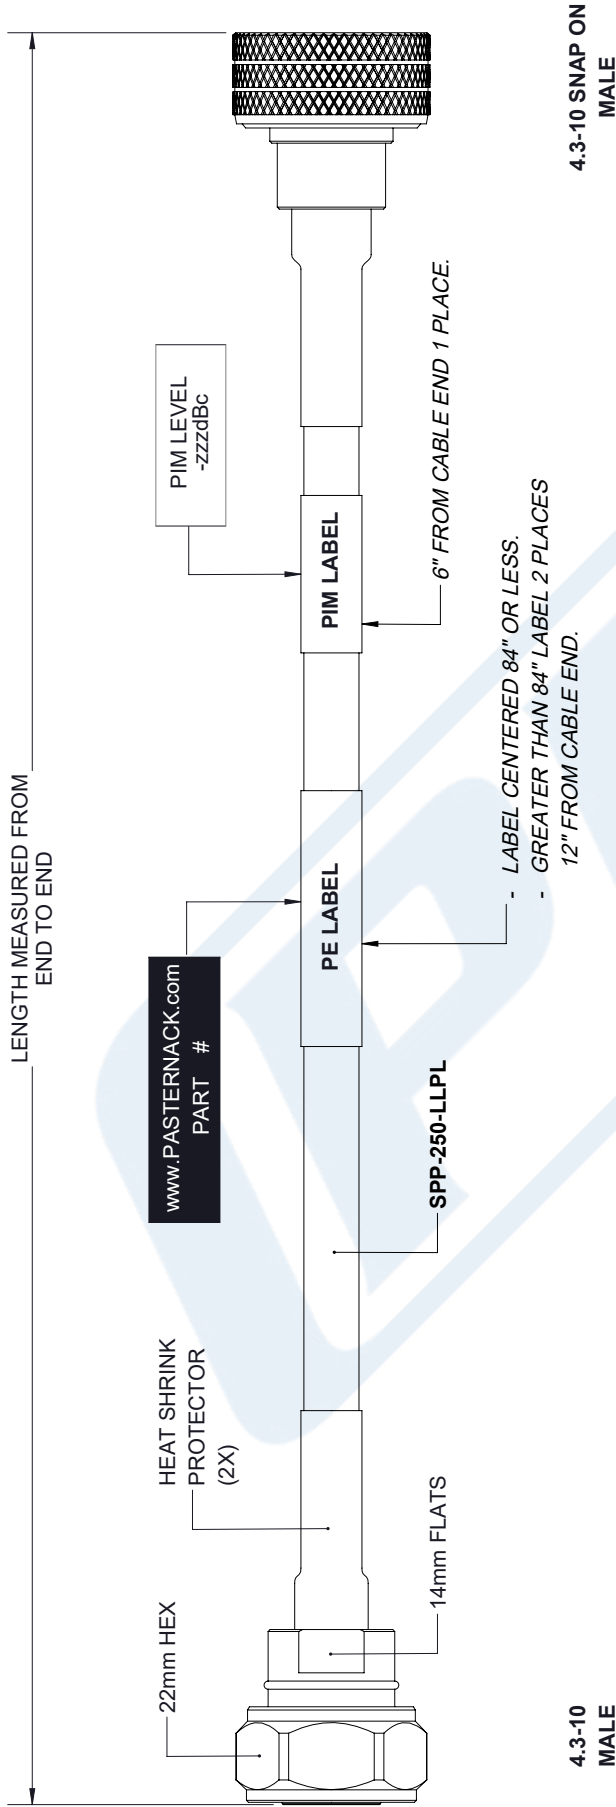 LENGTH MEASURED FROM
END TO END
22mm HEX
HEAT SHRINK
PROTECTOR
(2X)
www.PASTERNACK.com
PART #
PIM LEVEL
-zzzdBc
PE LABEL
PIM LABEL
14mm FLATS
SPP-250-LLPL
- LABEL CENTERED 84" OR LESS.
- GREATER THAN 84" LABEL 2 PLACES
12" FROM CABLE END.
6" FROM CABLE END 1 PLACE.
4.3-10
MALE
4.3-10 SNAP ON
MALE